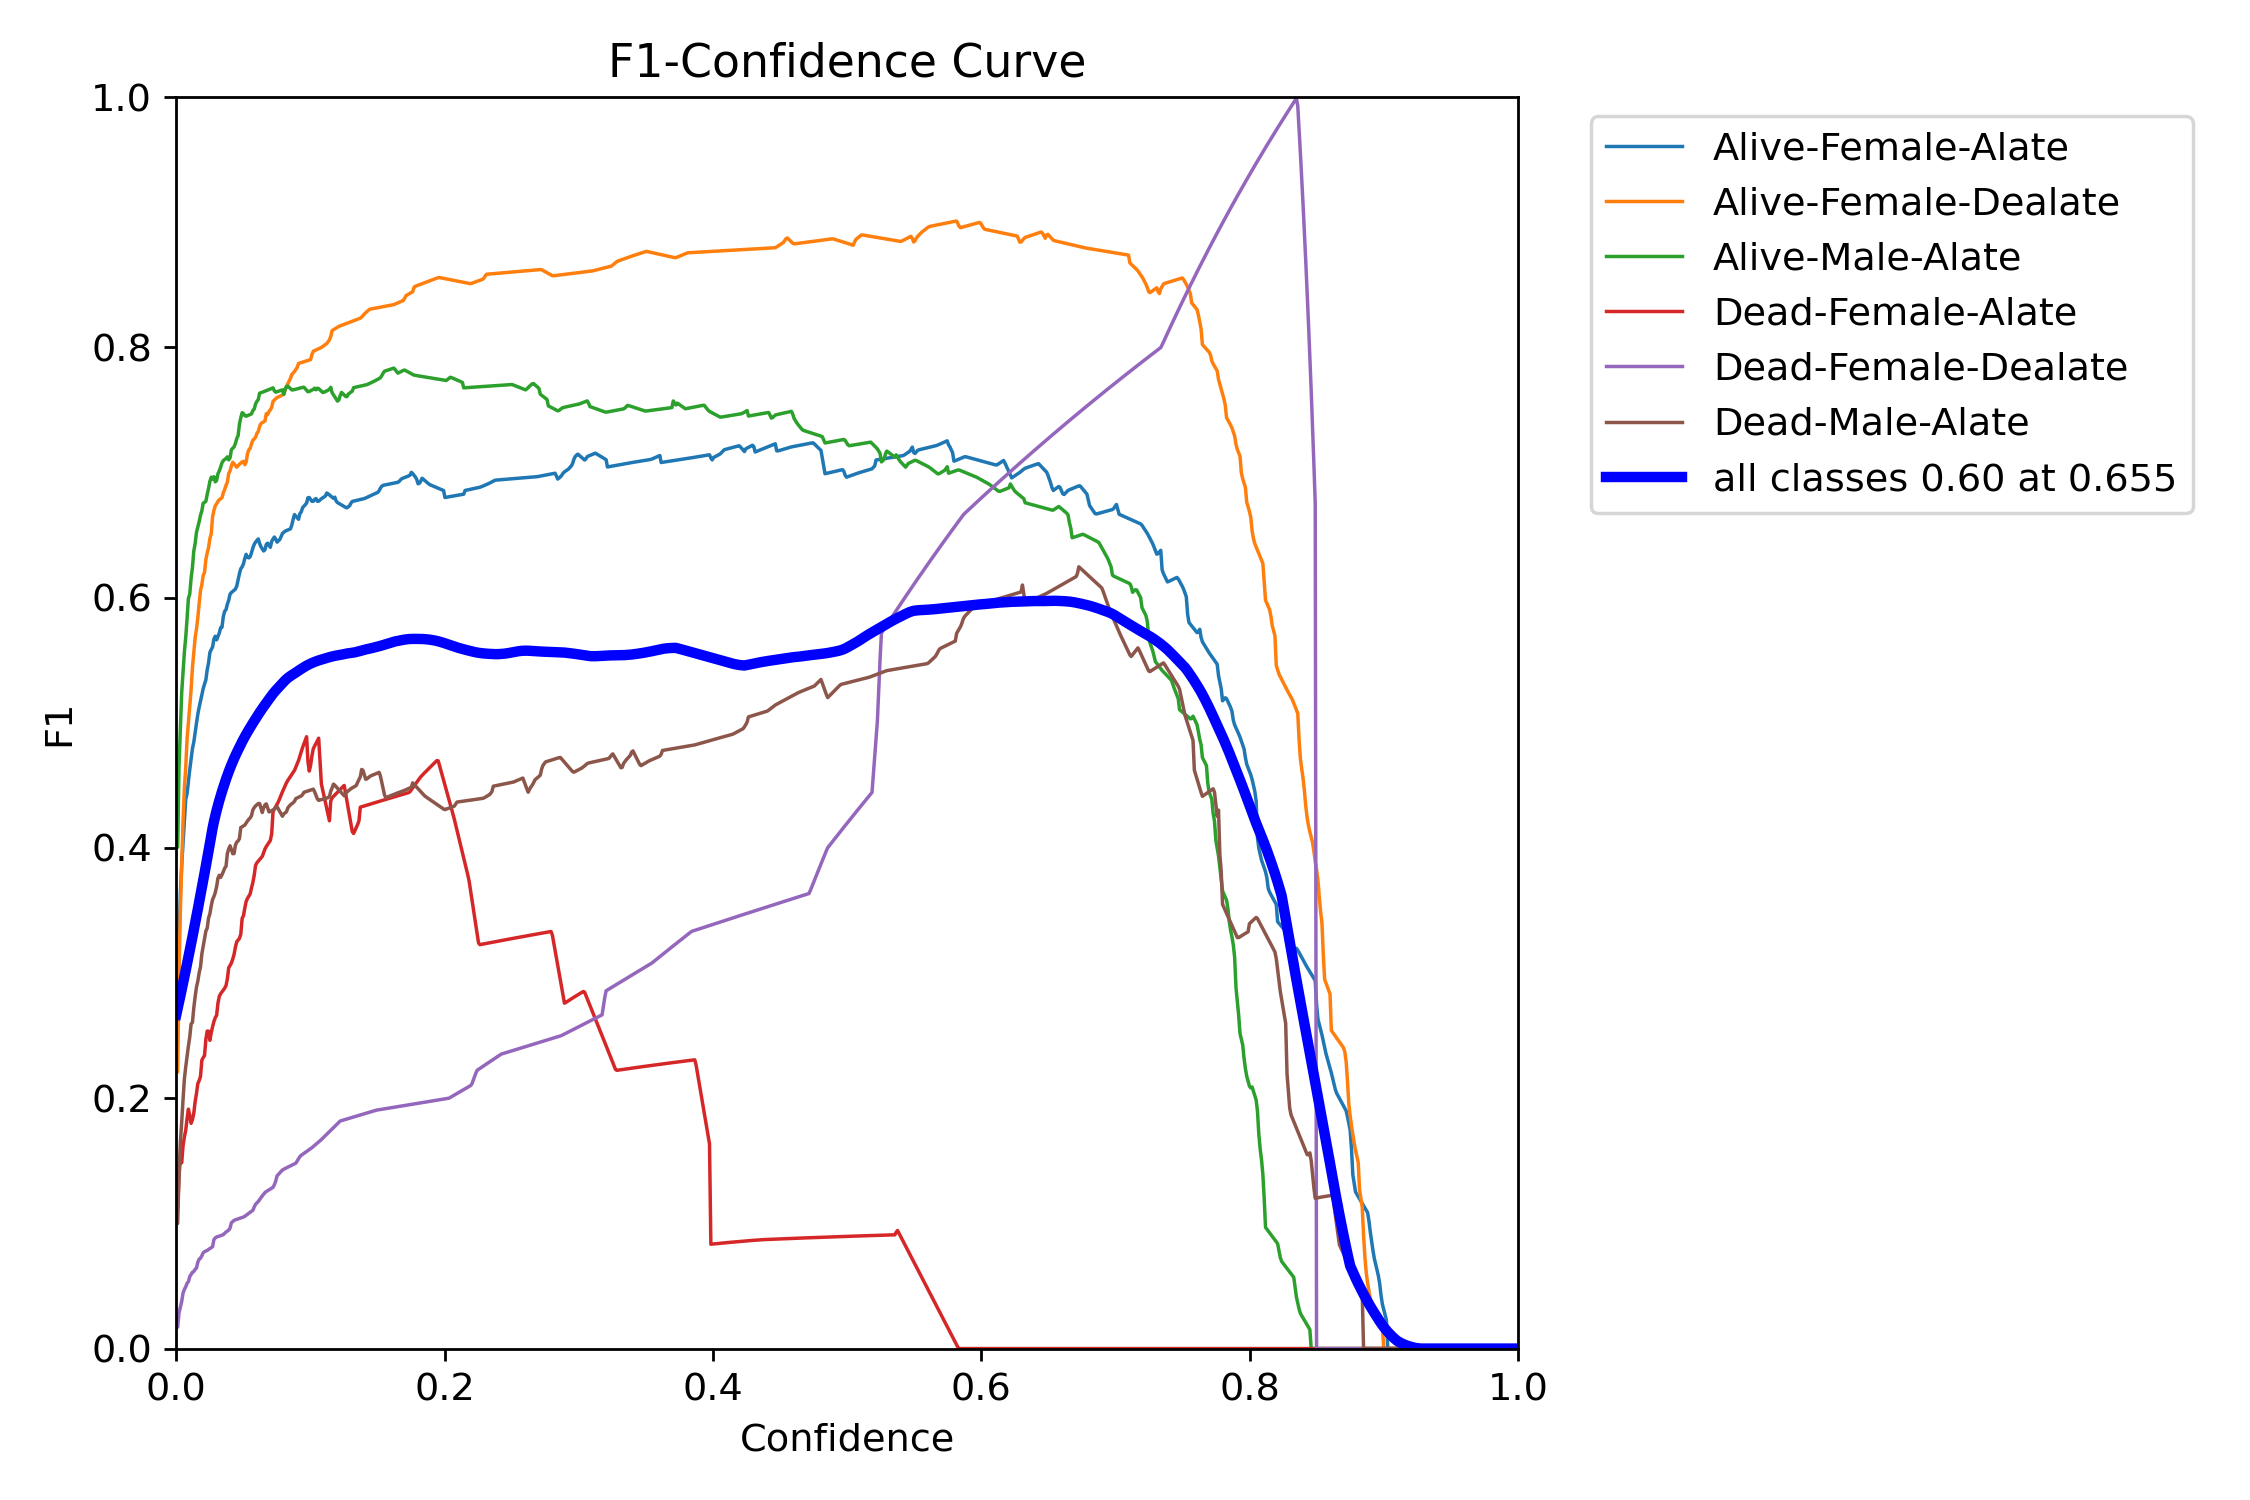 F1-Confidence Curve
1.0
0.8
0.6
0.4
0.2
0.0
F1
0.0 0.2 0.4 0.6 0.8 1.0
Confidence
Alive-Female-Alate
Alive-Female-Dealate
Alive-Male-Alate
Dead-Female-Alate
Dead-Female-Dealate
Dead-Male-Alate
all classes 0.60 at 0.655